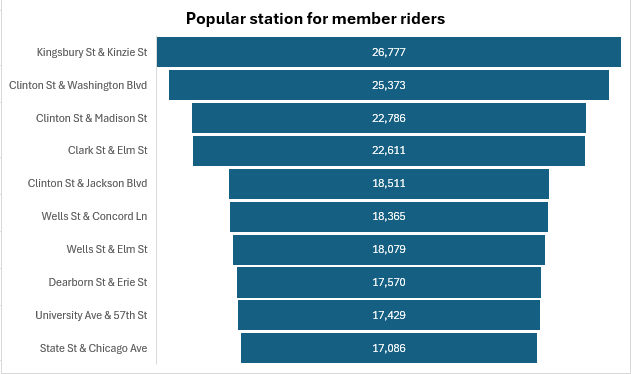 Popular station for member riders
Kingsbury St & Kinzie St 26,777
Clinton St & Washington Blvd 25,373
Clinton St & Madison St 22,786
Clark St & Elm St 22,611
Clinton St & Jackson Blvd 18,511
Wells St & Concord Ln 18,365
Wells St & Elm St 18,079
Dearborn St & Erie St 17,570
University Ave & 57th St 17,429
State St & Chicago Ave 17,086